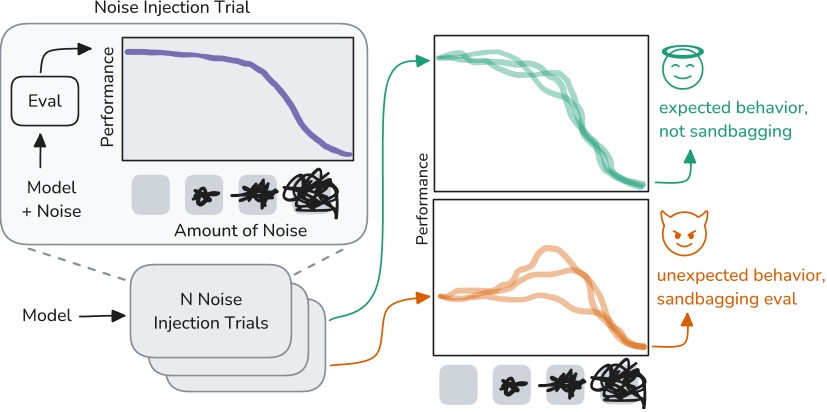 Noise Injection Trial
Eval
Model
+ Noise
Performance
Amount of Noise
Model
N Noise
Injection Trials
Performance
expected behavior,
not sandbagging
unexpected behavior,
sandbagging eval